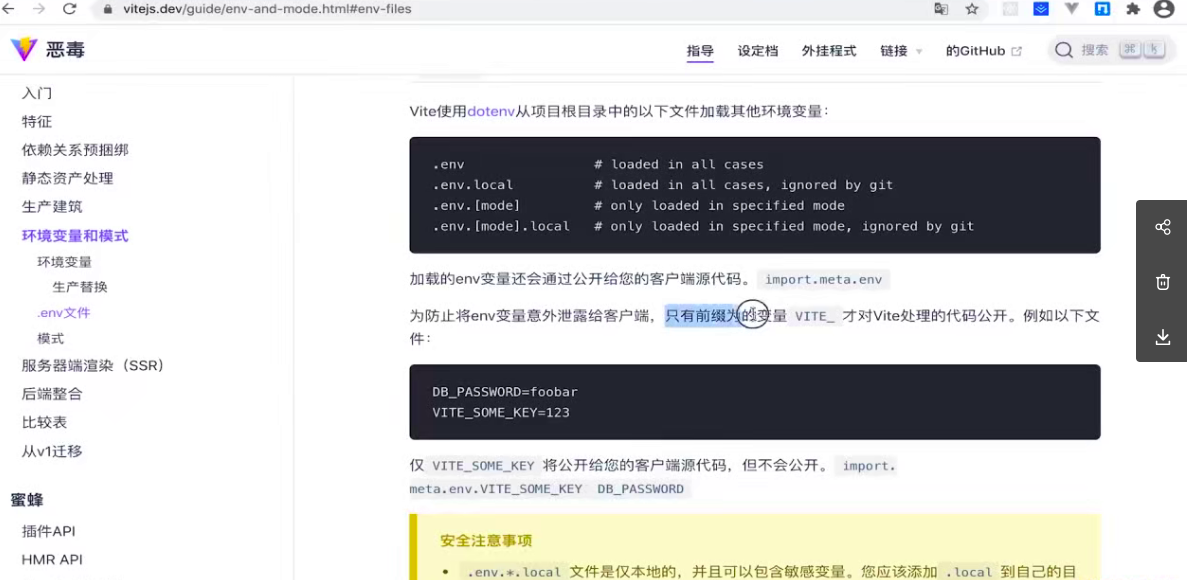 vitejs.dev/guide/env-and-mode.html#env-files
恶毒
指导 设定档 外挂程式 链接 的GitHub 搜索 ⌘ k
入门
特征
依赖关系预捆绑
静态资产处理
生产建筑
环境变量和模式
环境变量
生产替换
.env文件
模式
服务器端渲染（SSR）
后端整合
比较表
从v1迁移
蜜蜂
插件API
HMR API
Vite使用dotenv从项目根目录中的以下文件加载其他环境变量：
.env # loaded in all cases
.env.local # loaded in all cases, ignored by git
.env.[mode] # only loaded in specified mode
.env.[mode].local # only loaded in specified mode, ignored by git
加载的env变量还会通过公开给您的客户端源代码。 import.meta.env
为防止将env变量意外泄露给客户端，只有前缀为的变量 VITE_ 才对Vite处理的代码公开。例如以下文
件：
DB_PASSWORD=foobar
VITE_SOME_KEY=123
仅 VITE_SOME_KEY 将公开给您的客户端源代码，但不会公开。 import.
meta.env.VITE_SOME_KEY DB_PASSWORD
安全注意事项
• .env.*.local 文件是仅本地的，并且可以包含敏感变量。您应该添加 .local 到自己的目